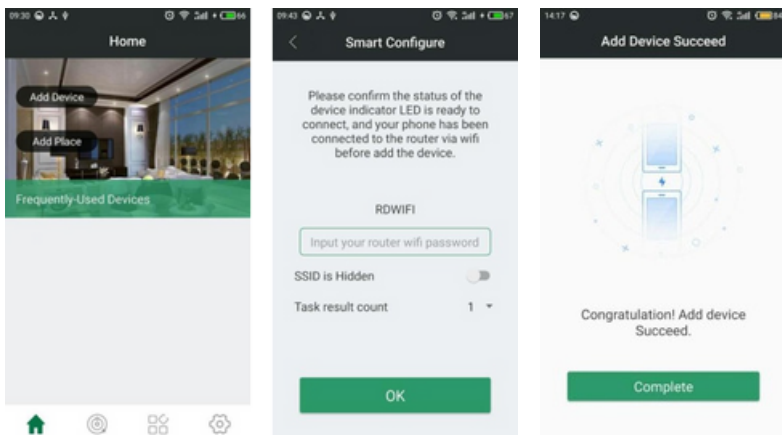 09:30
66
Home
Add Device
Add Place
Frequently-Used Devices
09:43
67
Smart Configure
Please confirm the status of the
device indicator LED is ready to
connect, and your phone has been
connected to the router via wifi
before add the device.
RDWIFI
Input your router wifi password
SSID is Hidden
Task result count
1
OK
14:17
84
Add Device Succeed
Congratulation! Add device
Succeed.
Complete